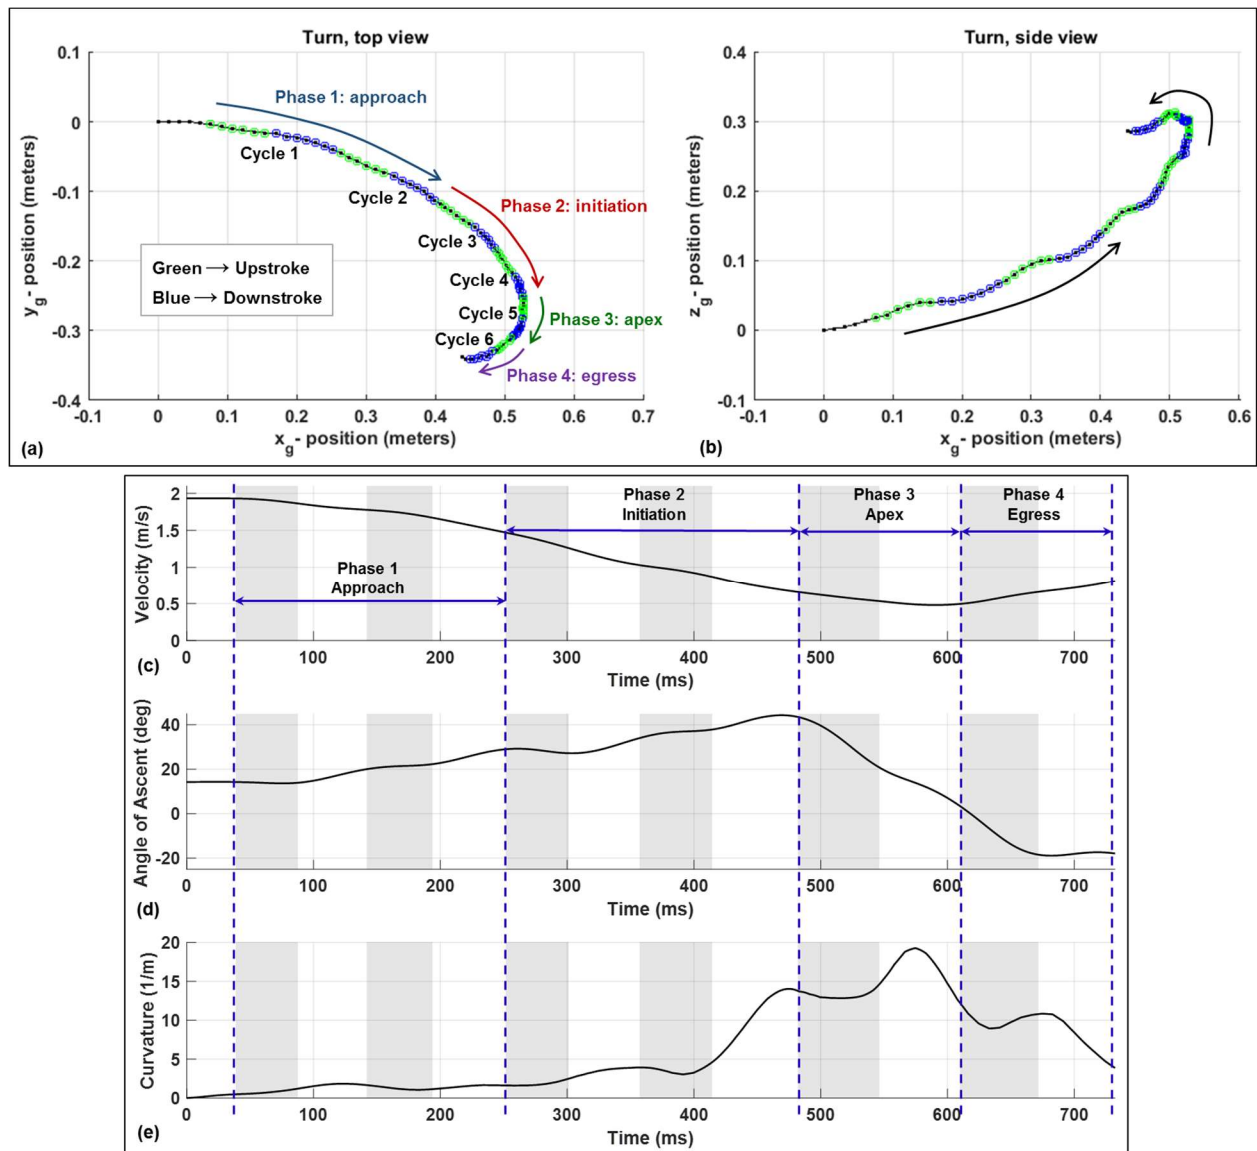 Turn, top view
0.1
0
-0.1
-0.2
-0.3
-0.4
y_g - position (meters)
Phase 1: approach
Cycle 1
Cycle 2
Phase 2: initiation
Cycle 3
Cycle 4
Green → Upstroke
Blue → Downstroke
Cycle 5
Phase 3: apex
Cycle 6
Phase 4: egress
-0.1 0 0.1 0.2 0.3 0.4 0.5 0.6 0.7
x_g - position (meters)
(a)
Turn, side view
0.4
0.3
0.2
0.1
0
-0.1
z_g - position (meters)
-0.1 0 0.1 0.2 0.3 0.4 0.5 0.6
x_g - position (meters)
(b)
2
1.5
1
0.5
0
Velocity (m/s)
Phase 1
Approach
Phase 2
Initiation
Phase 3
Apex
Phase 4
Egress
0 100 200 300 400 500 600 700
Time (ms)
(c)
40
20
0
-20
Angle of Ascent (deg)
0 100 200 300 400 500 600 700
Time (ms)
(d)
20
15
10
5
0
Curvature (1/m)
0 100 200 300 400 500 600 700
Time (ms)
(e)